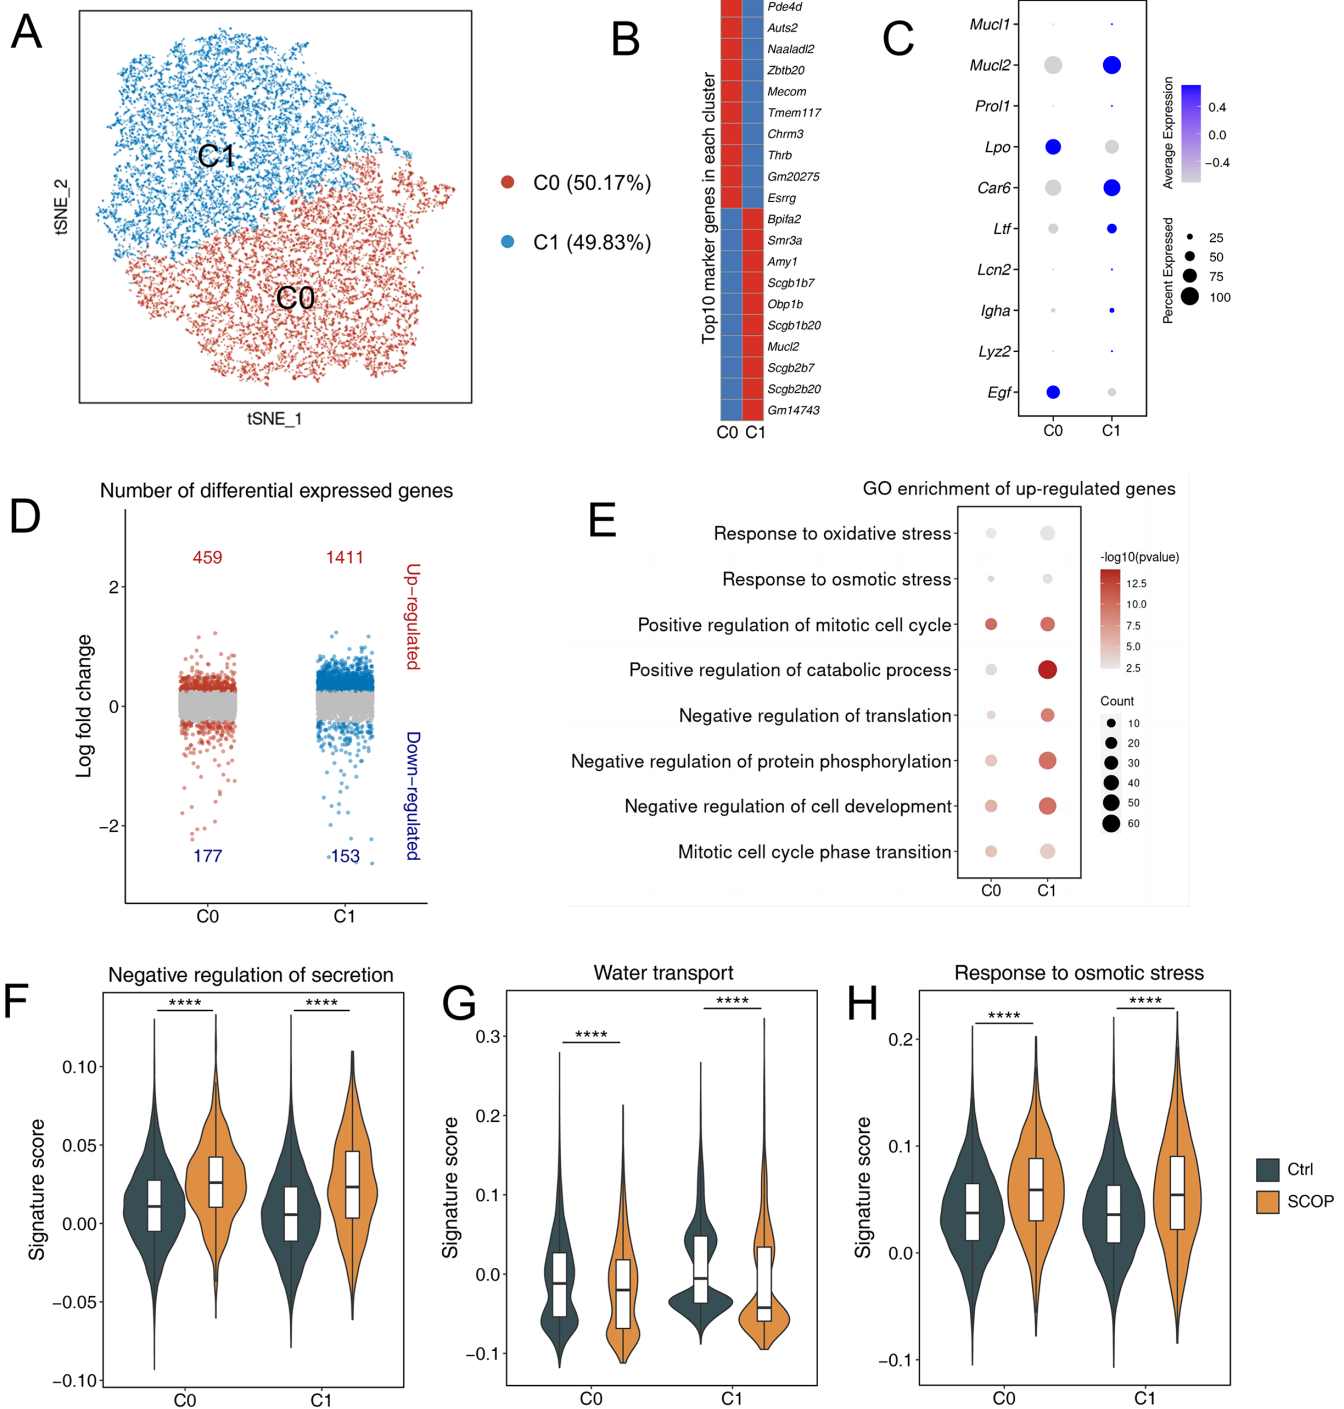 A
C1
C0
tSNE_2
tSNE_1
C0 (50.17%)
C1 (49.83%)
B
Top10 marker genes in each cluster
Pde4d
Auts2
Naaladl2
Zbtb20
Mecom
Tmem117
Chrm3
Thrb
Gm20275
Esrrg
Bpifa2
Smr3a
Amy1
Scgb1b7
Obp1b
Scgb1b20
Mucl2
Scgb2b7
Scgb2b20
Gm14743
C0 C1
C
Mucl1
Mucl2
Prol1
Lpo
Car6
Ltf
Lcn2
Igha
Lyz2
Egf
C0 C1
Average Expression
0.4
0.0
−0.4
Percent Expressed
25
50
75
100
D
Number of differential expressed genes
Log fold change
2
0
−2
459 1411
177 153
Up−regulated
Down−regulated
C0 C1
E
GO enrichment of up-regulated genes
Response to oxidative stress
Response to osmotic stress
Positive regulation of mitotic cell cycle
Positive regulation of catabolic process
Negative regulation of translation
Negative regulation of protein phosphorylation
Negative regulation of cell development
Mitotic cell cycle phase transition
C0 C1
-log10(pvalue)
12.5
10.0
7.5
5.0
2.5
Count
10
20
30
40
50
60
F
Negative regulation of secretion
Signature score
0.10
0.05
0.00
−0.05
−0.10
**** ****
C0 C1
G
Water transport
Signature score
0.3
0.2
0.1
0.0
−0.1
**** ****
C0 C1
H
Response to osmotic stress
Signature score
0.2
0.1
0.0
−0.1
**** ****
C0 C1
Ctrl
SCOP